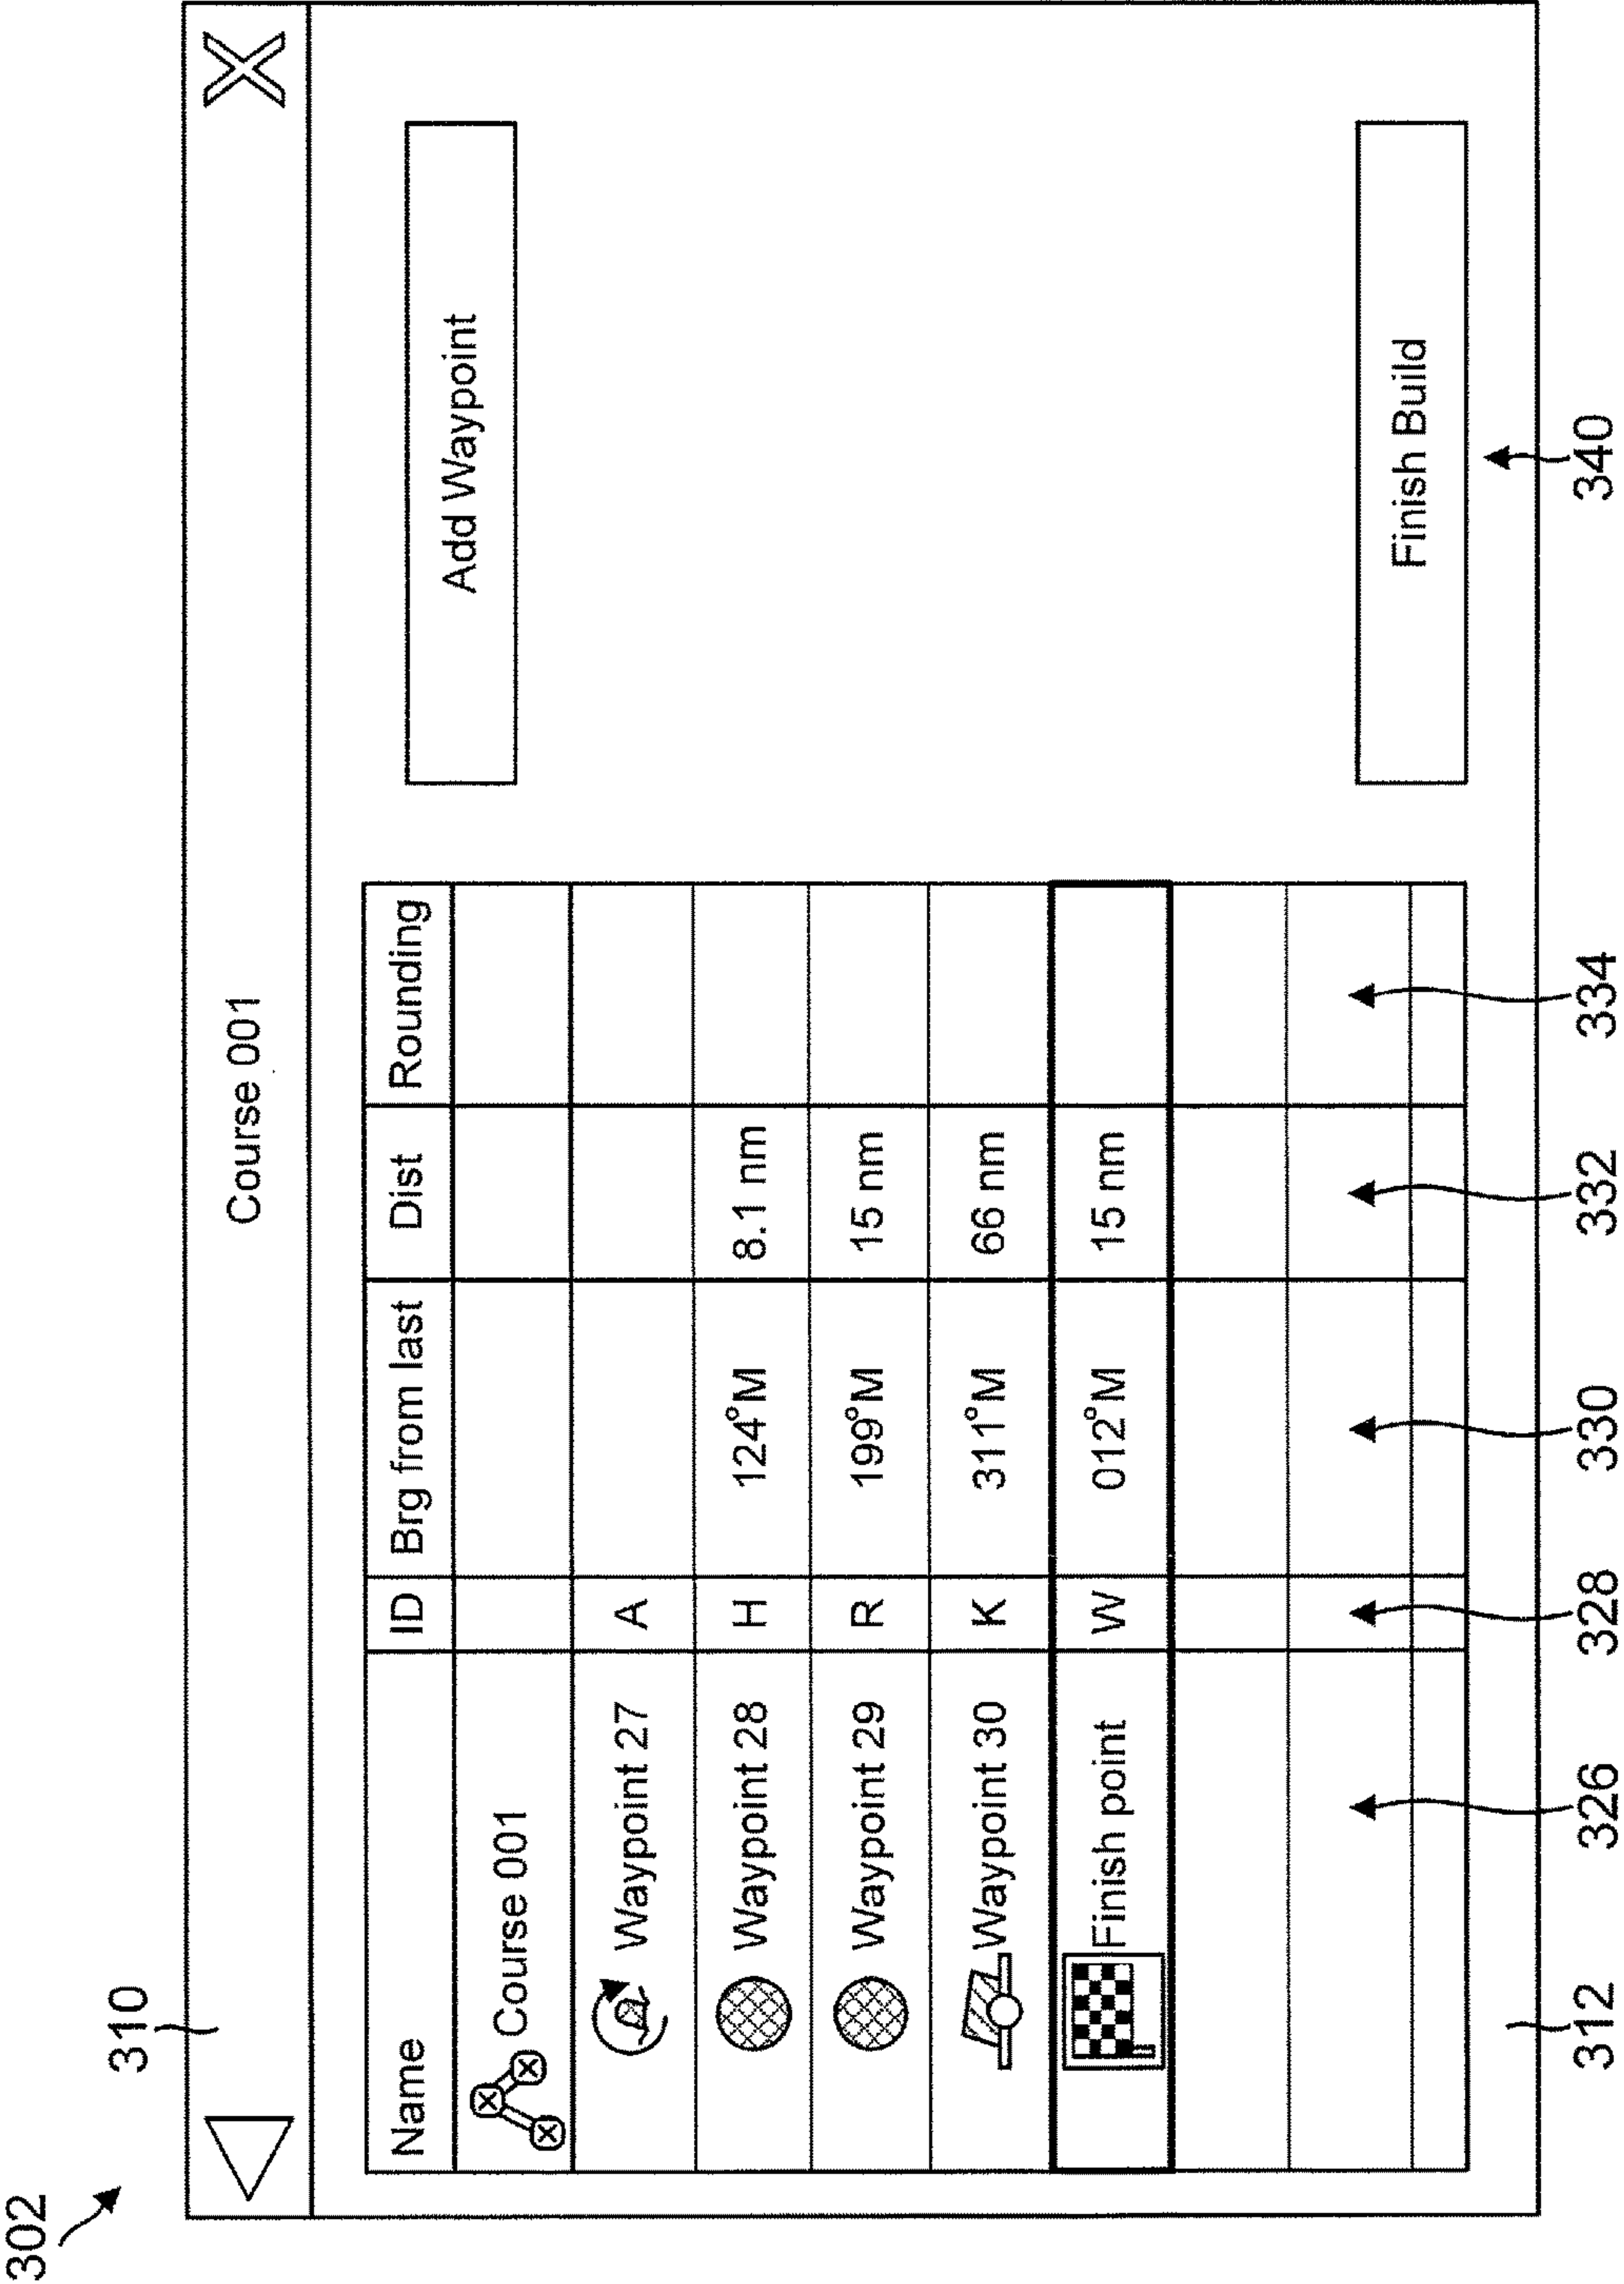 302
310
Course 001
X
Name ID Brg from last Dist Rounding
Course 001
Waypoint 27 A
Waypoint 28 H 124°M 8.1 nm
Waypoint 29 R 199°M 15 nm
Waypoint 30 K 311°M 66 nm
Finish point W 012°M 15 nm
Add Waypoint
Finish Build
312 326 328 330 332 334 340